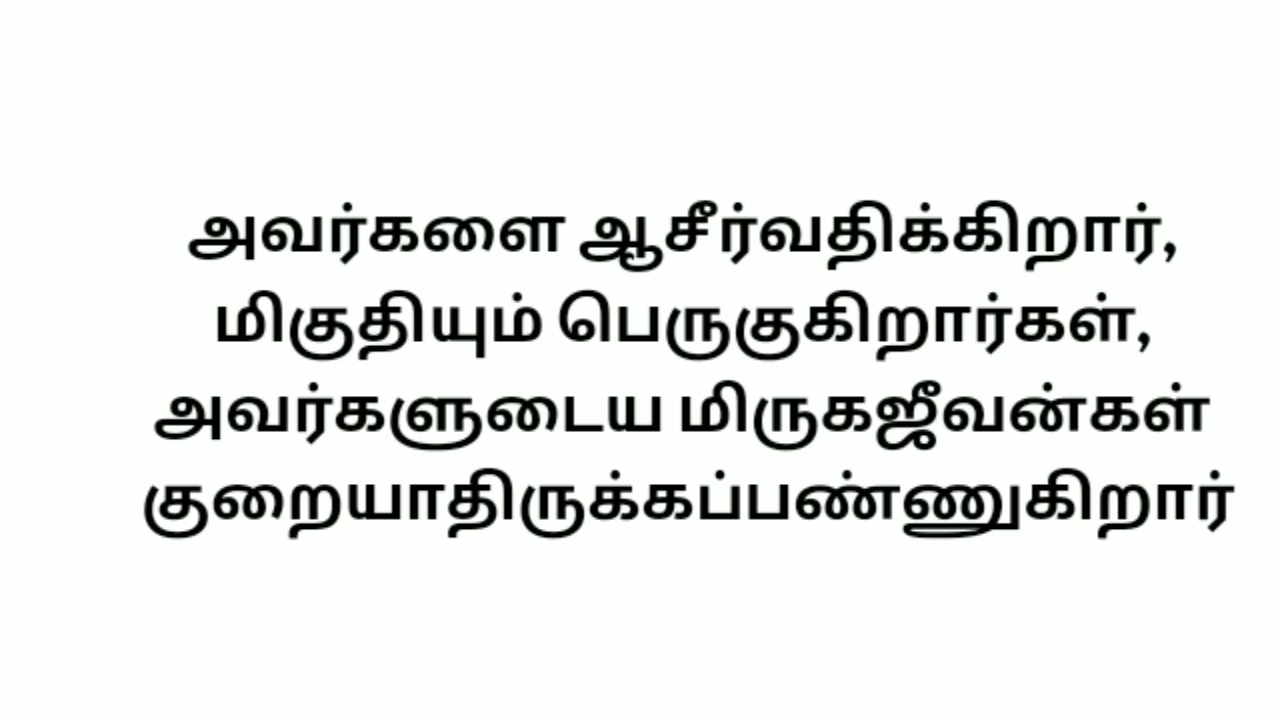 அவர்களை ஆசீர்வதிக்கிறார்,
மிகுதியும் பெருகுகிறார்கள்,
அவர்களுடைய மிருகஜீவன்கள்
குறையாதிருக்கப்பண்ணுகிறார்